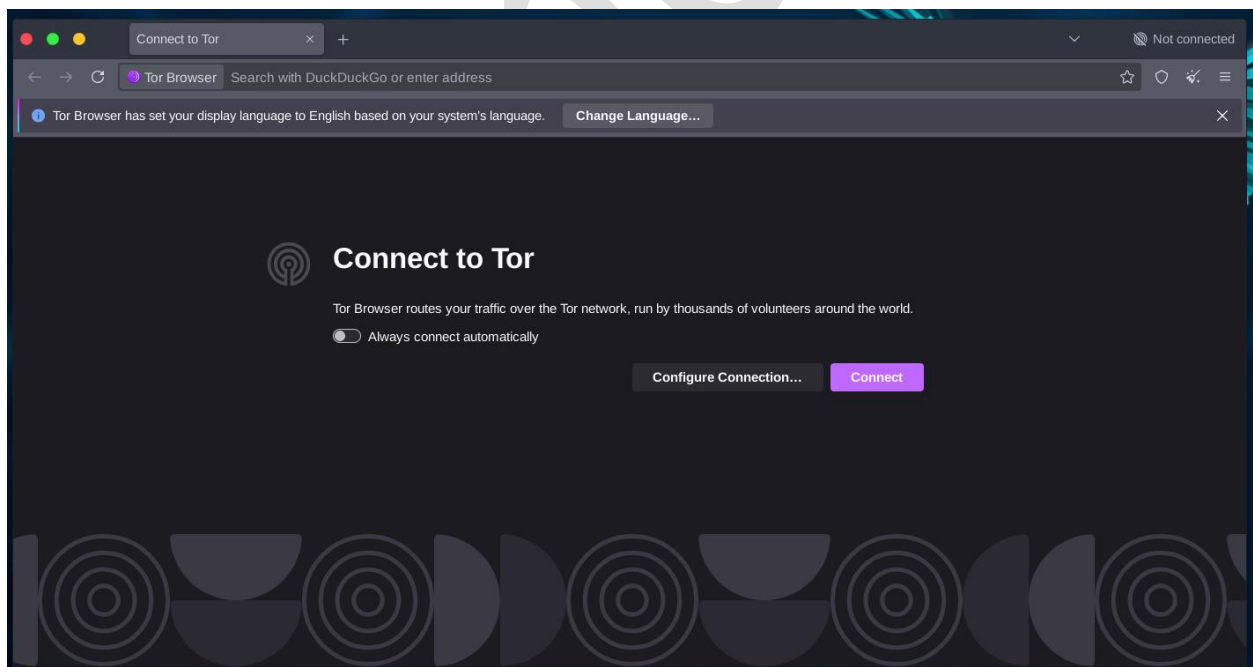 Connect to Tor
Not connected
Tor Browser Search with DuckDuckGo or enter address
Tor Browser has set your display language to English based on your system's language. Change Language…
Connect to Tor
Tor Browser routes your traffic over the Tor network, run by thousands of volunteers around the world.
Always connect automatically
Configure Connection… Connect